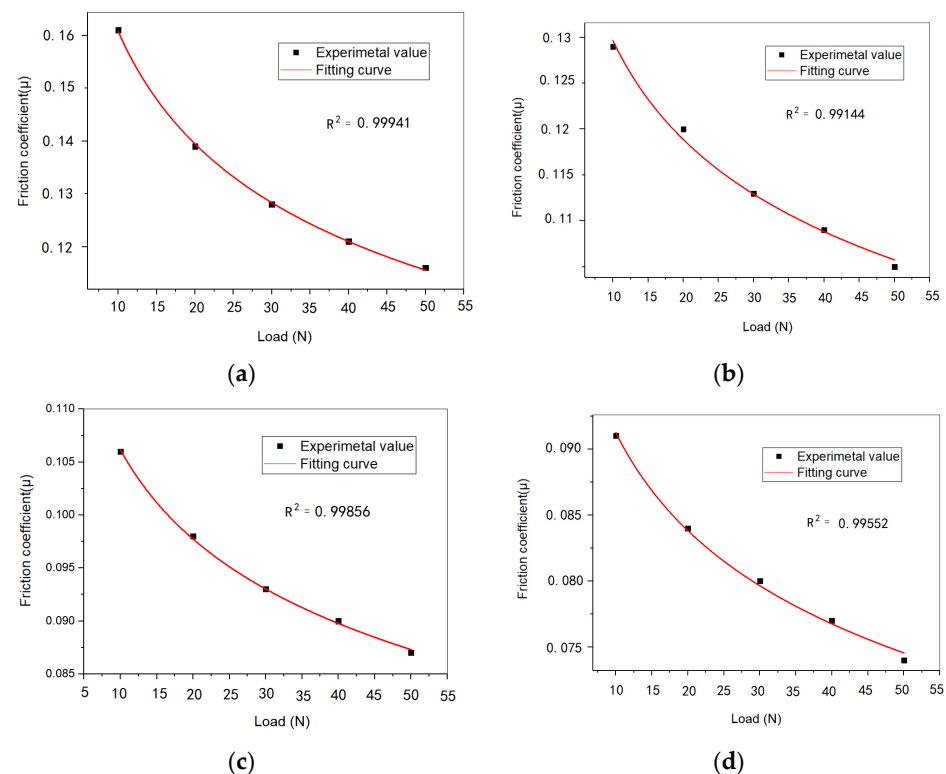 0.16
0.15
0.14
0.13
0.12
Friction coefficient(μ)
Experimetal value
Fitting curve
R² = 0.99941
10 15 20 25 30 35 40 45 50 55
Load (N)
(a)
0.13
0.125
0.12
0.115
0.11
Friction coefficient(μ)
Experimetal value
Fitting curve
R² = 0.99144
10 15 20 25 30 35 40 45 50 55
Load (N)
(b)
0.110
0.105
0.100
0.095
0.090
0.085
Friction coefficient(μ)
Experimetal value
Fitting curve
R² = 0.99856
5 10 15 20 25 30 35 40 45 50 55
Load (N)
(c)
0.090
0.085
0.080
0.075
Friction coefficient(μ)
Experimetal value
Fitting curve
R² = 0.99552
10 15 20 25 30 35 40 45 50 55
Load (N)
(d)